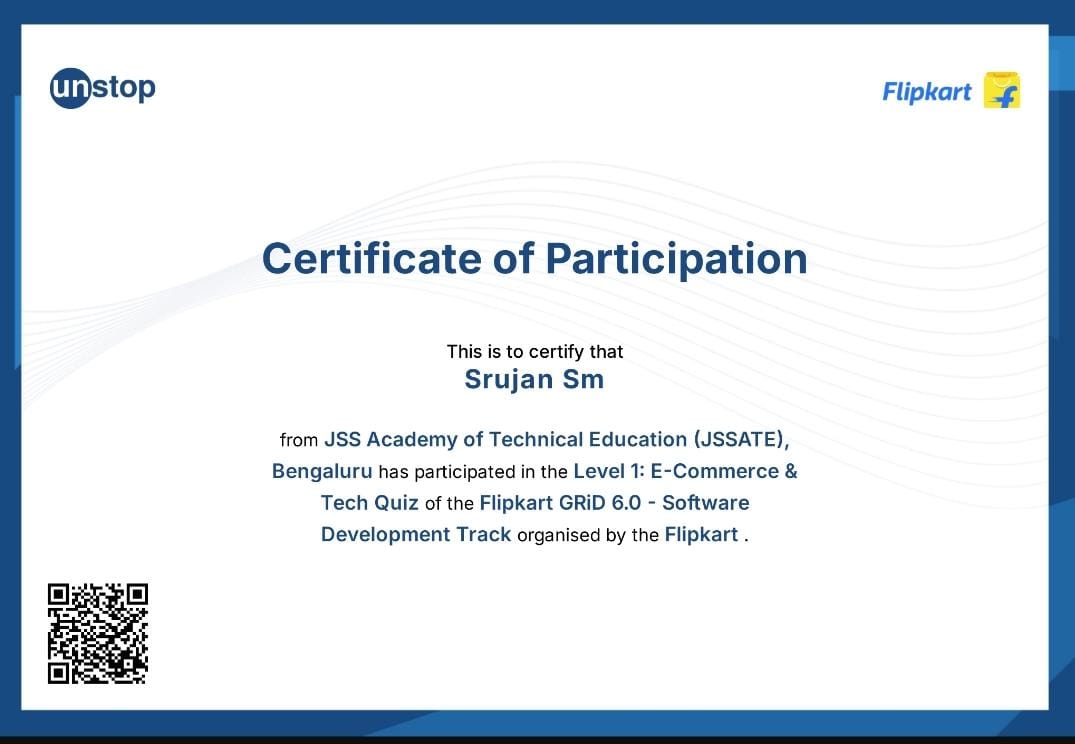 unstop
Flipkart
Certificate of Participation
This is to certify that
Srujan Sm
from JSS Academy of Technical Education (JSSATE),
Bengaluru has participated in the Level 1: E-Commerce &
Tech Quiz of the Flipkart GRiD 6.0 - Software
Development Track organised by the Flipkart .